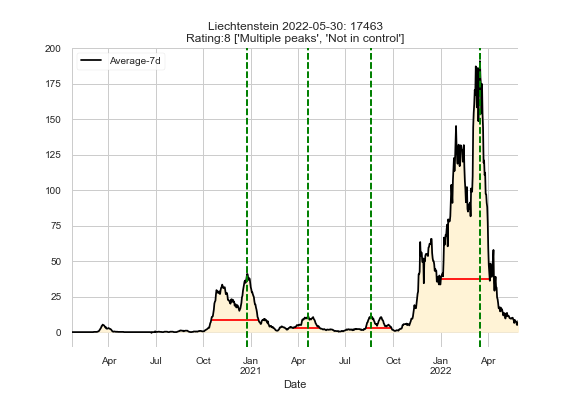 Liechtenstein 2022-05-30: 17463
Rating:8 ['Multiple peaks', 'Not in control']
Average-7d
200
175
150
125
100
75
50
25
0
Apr Jul Oct Jan Apr Jul Oct Jan Apr
2021 2022
Date